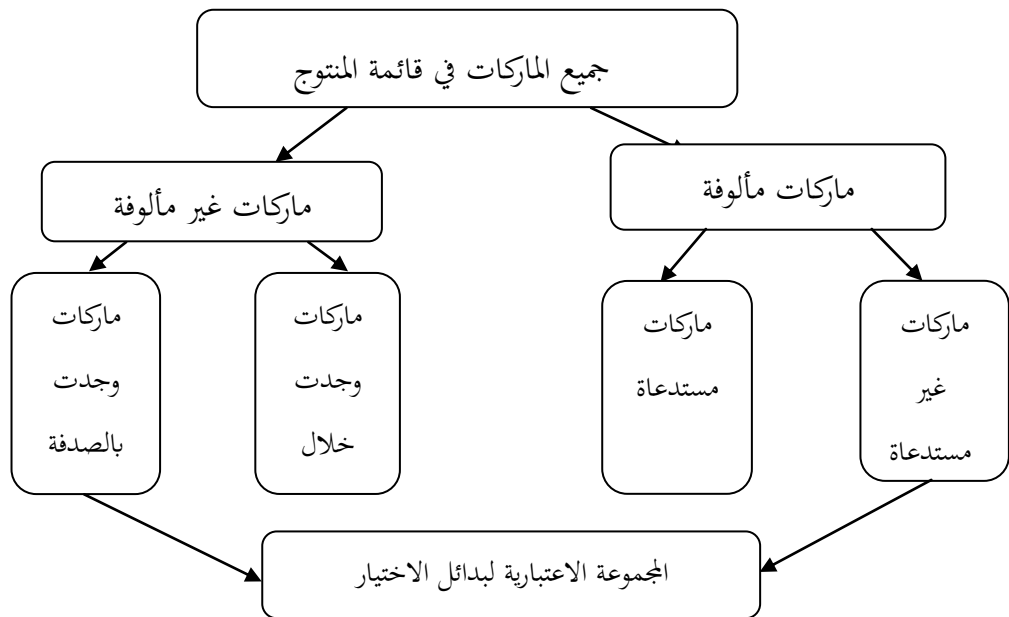 جميع الماركات في قائمة المنتوج
ماركات مألوفة
ماركات غير مألوفة
ماركات
غير
مستدعاة
ماركات
مستدعاة
ماركات
وجدت
خلال
ماركات
وجدت
بالصدفة
المجموعة الاعتبارية لبدائل الاختيار